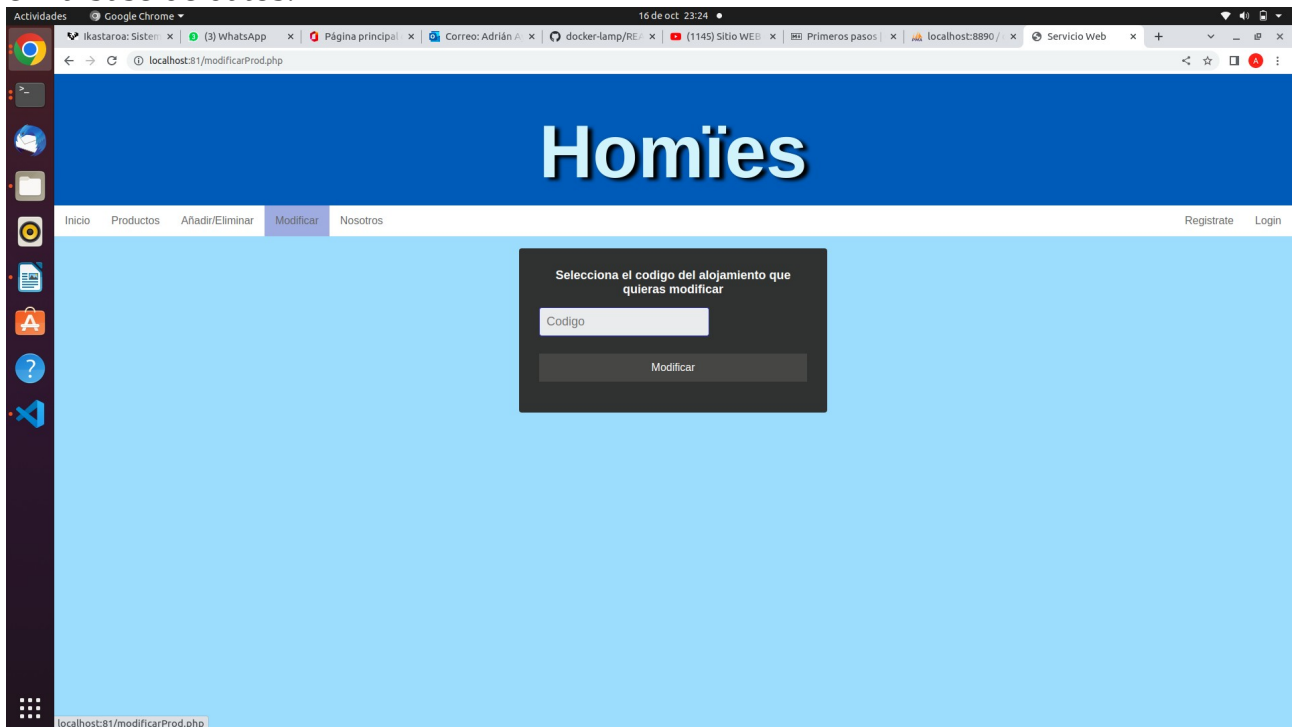 Actividades Google Chrome 16 de oct 23:24
Ikastaroa: Sistem (3) WhatsApp Página principal Correo: Adrián A docker-lamp/REA (1145) Sitio WEB Primeros pasos localhost:8890 / Servicio Web
localhost:81/modificarProd.php A
Homïes
Inicio Productos Añadir/Eliminar Modificar Nosotros Registrate Login
Selecciona el codigo del alojamiento que
quieras modificar
Codigo
Modificar
localhost:81/modificarProd.php